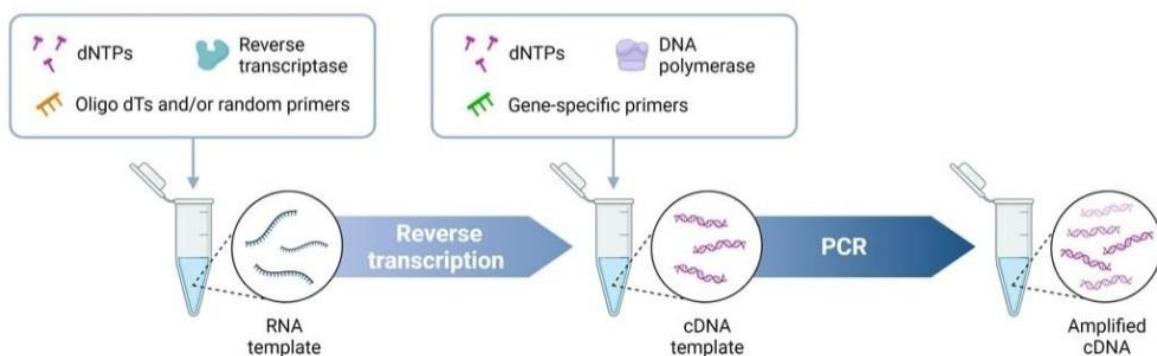 dNTPs
Reverse
transcriptase
Oligo dTs and/or random primers
dNTPs
DNA
polymerase
Gene-specific primers
Reverse
transcription
PCR
RNA
template
cDNA
template
Amplified
cDNA